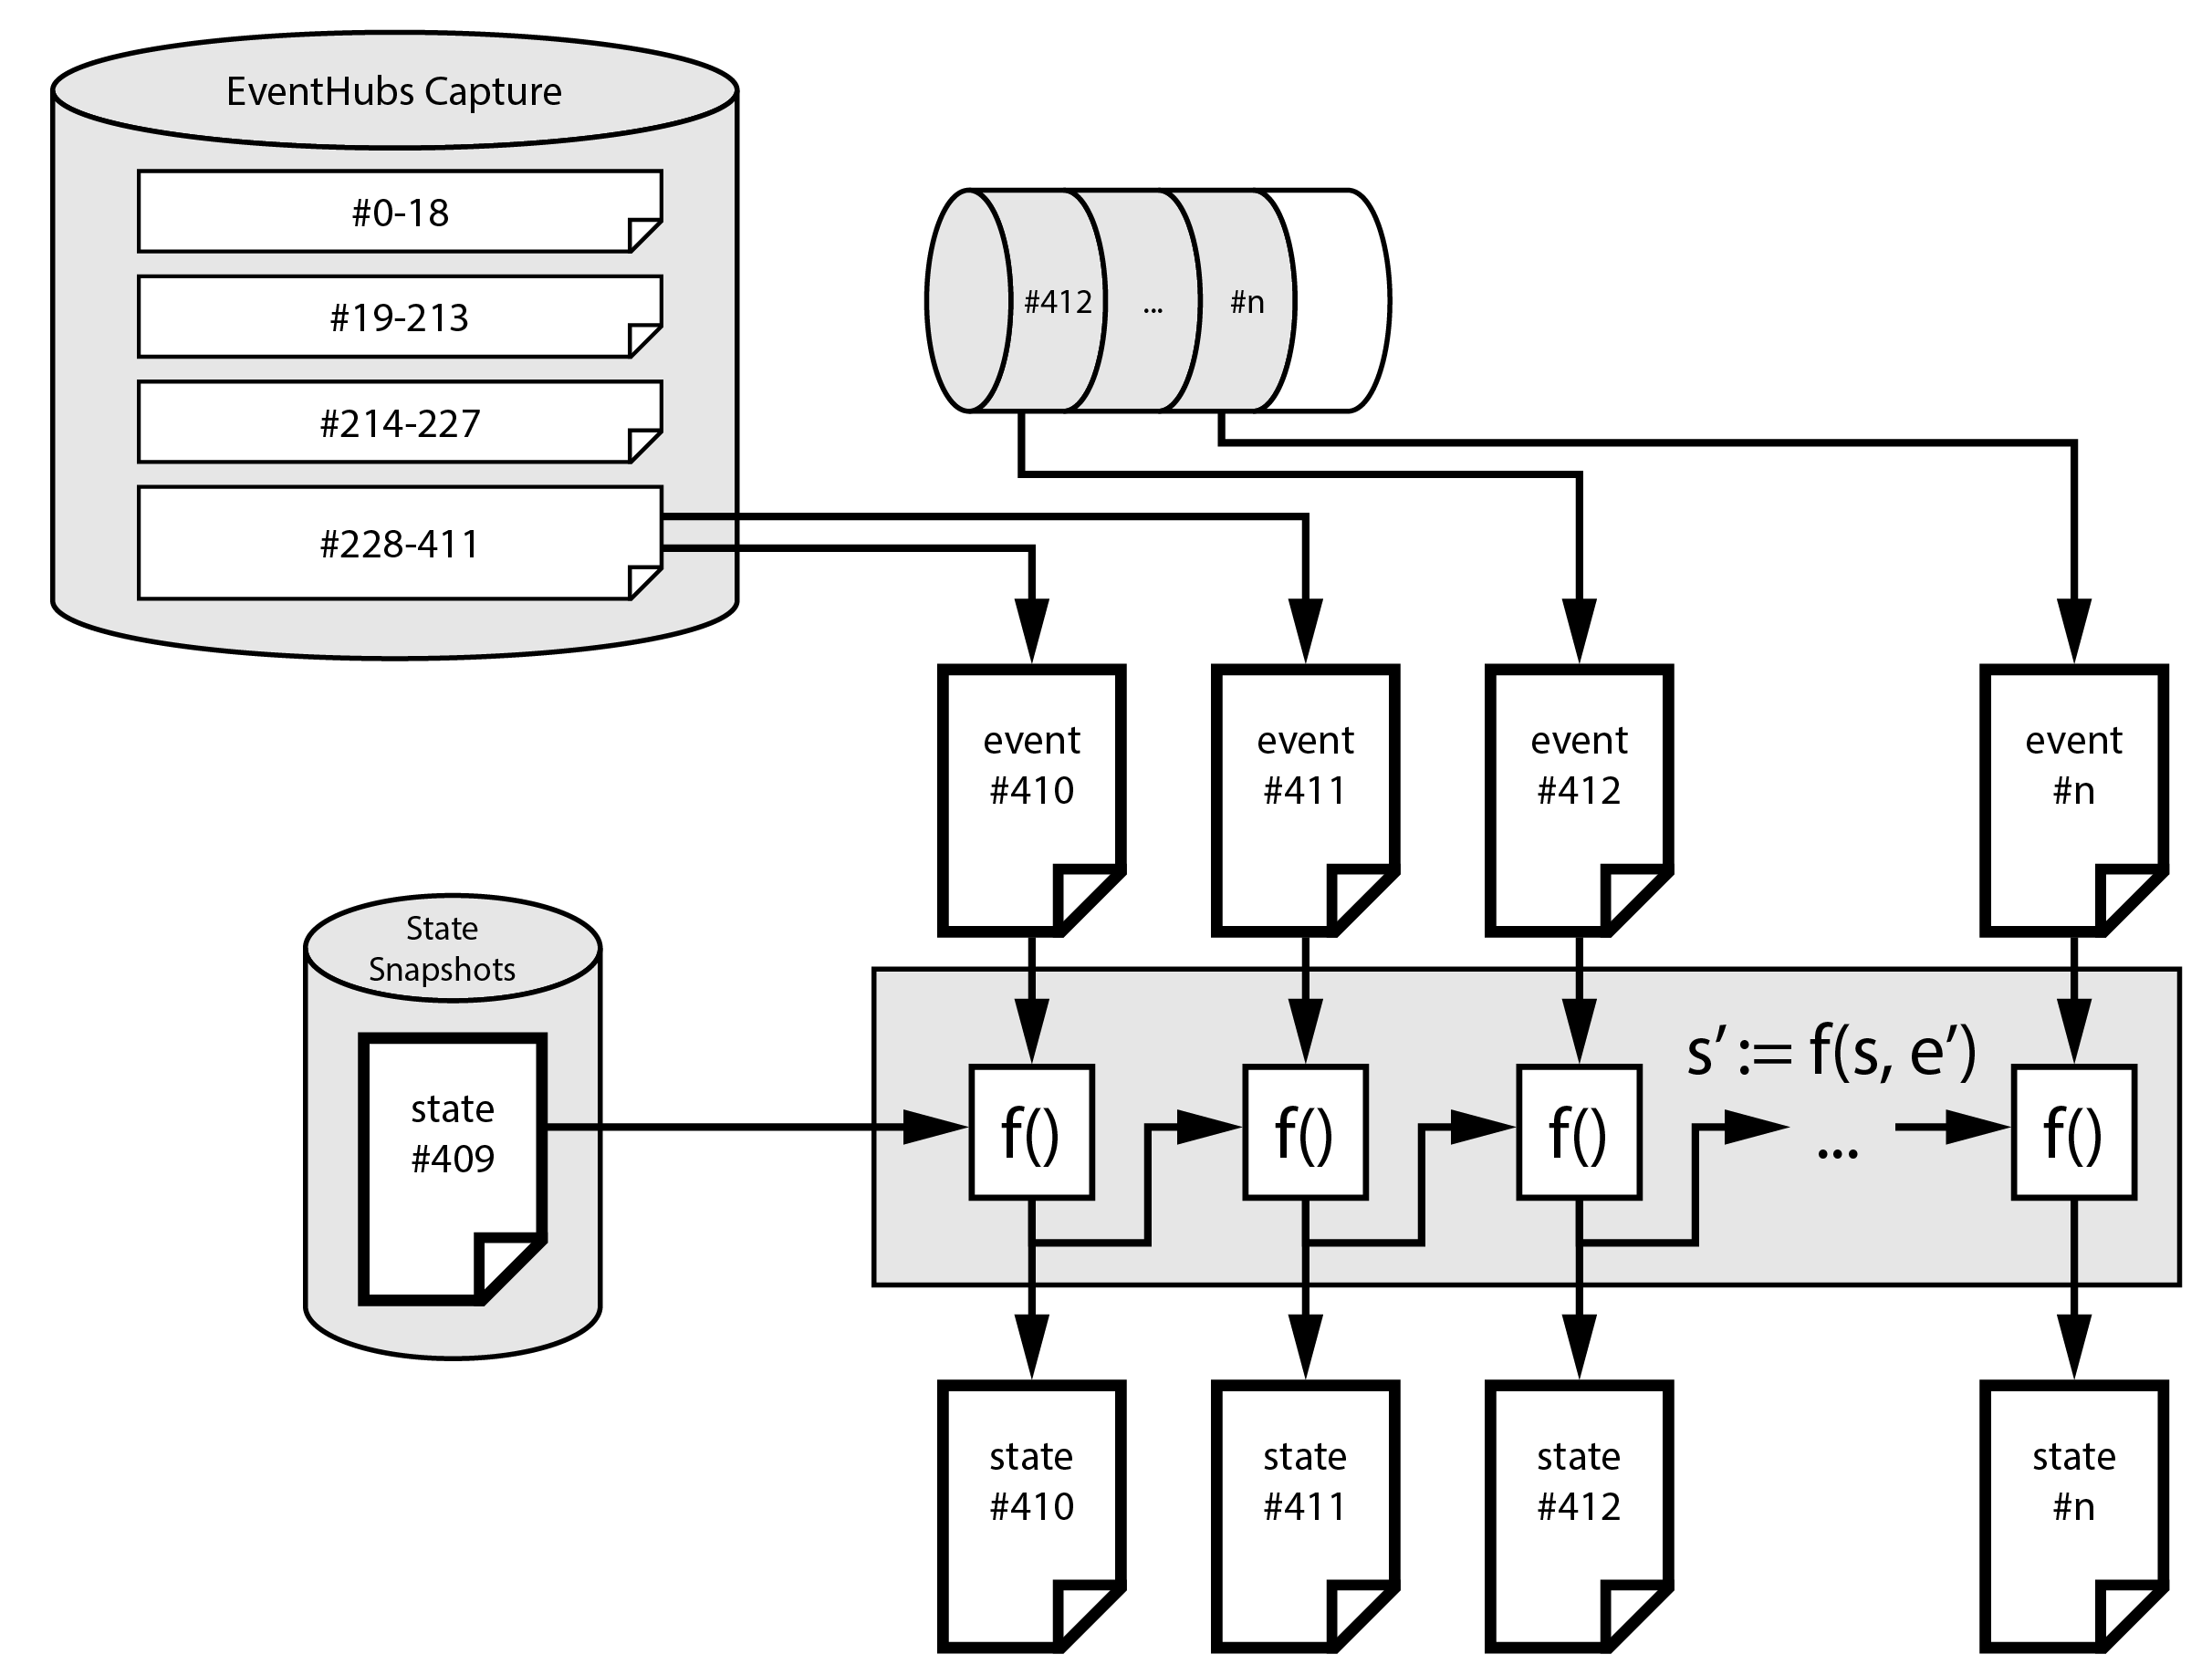 EventHubs Capture
#0-18
#19-213
#214-227
#228-411
#412
...
#n
event
#410
event
#411
event
#412
event
#n
State
Snapshots
state
#409
s’ := f(s, e’)
f()
f()
f()
...
f()
state
#410
state
#411
state
#412
state
#n